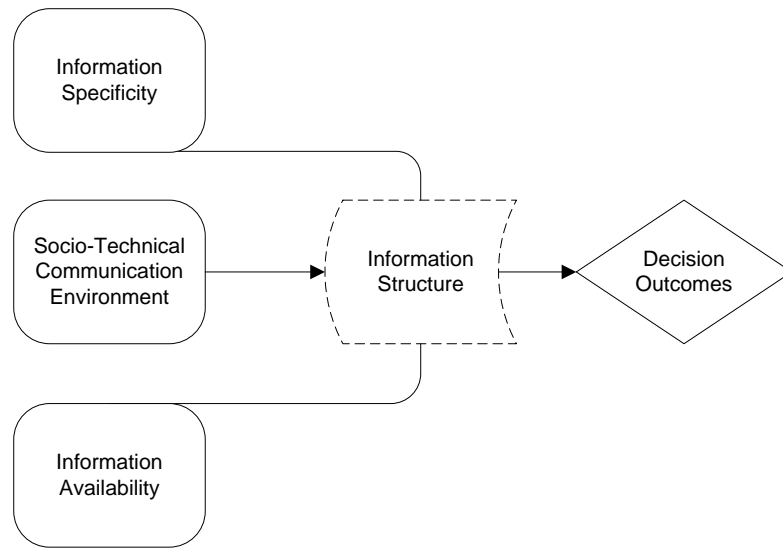 Information
Specificity
Socio-Technical
Communication
Environment
Information
Structure
Decision
Outcomes
Information
Availability